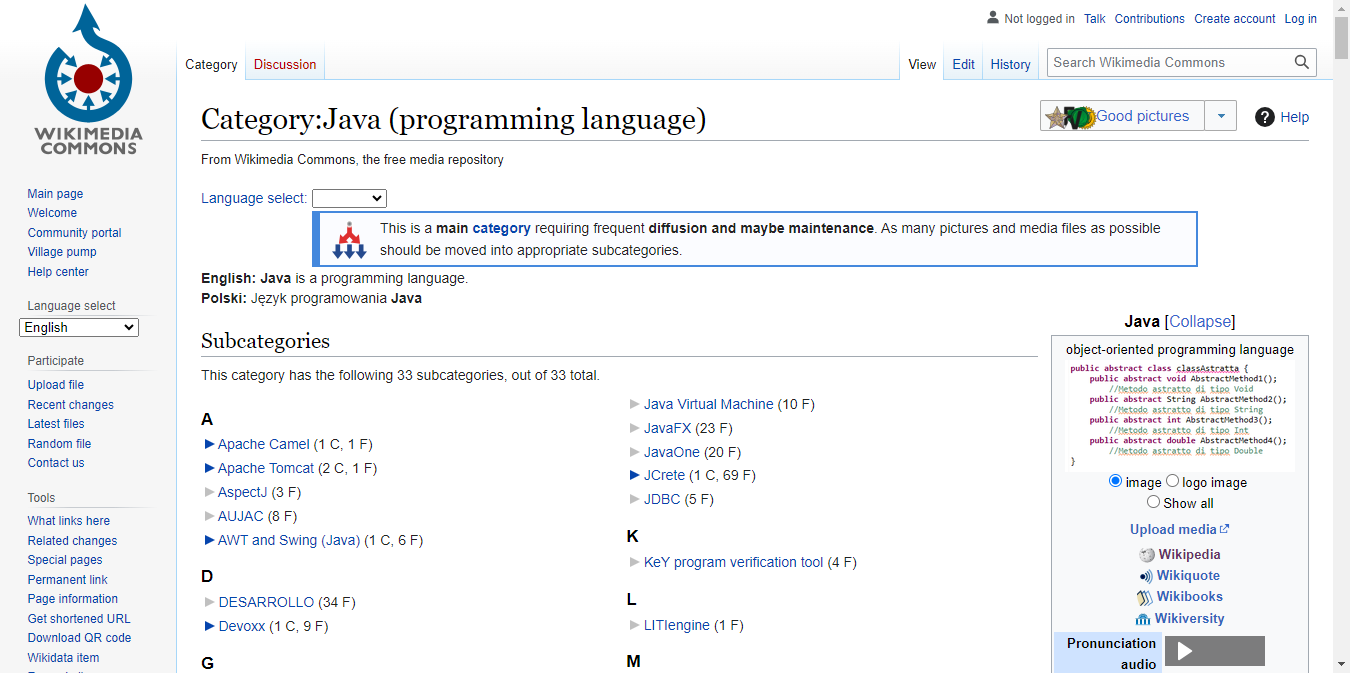 Not logged in Talk Contributions Create account Log in
WIKIMEDIA
COMMONS
Category Discussion
View Edit History
Search Wikimedia Commons
Category:Java (programming language)
Good pictures
? Help
From Wikimedia Commons, the free media repository
Language select:
This is a main category requiring frequent diffusion and maybe maintenance. As many pictures and media files as possible
should be moved into appropriate subcategories.
English: Java is a programming language.
Polski: Język programowania Java
Main page
Welcome
Community portal
Village pump
Help center
Language select
English
Participate
Upload file
Recent changes
Latest files
Random file
Contact us
Tools
What links here
Related changes
Special pages
Permanent link
Page information
Get shortened URL
Download QR code
Wikidata item
Subcategories
This category has the following 33 subcategories, out of 33 total.
A
Apache Camel (1 C, 1 F)
Apache Tomcat (2 C, 1 F)
AspectJ (3 F)
AUJAC (8 F)
AWT and Swing (Java) (1 C, 6 F)
D
DESARROLLO (34 F)
Devoxx (1 C, 9 F)
G
Java Virtual Machine (10 F)
JavaFX (23 F)
JavaOne (20 F)
JCrete (1 C, 69 F)
JDBC (5 F)
K
KeY program verification tool (4 F)
L
LITIengine (1 F)
M
Java [Collapse]
object-oriented programming language
public abstract class classAstratta {
public abstract void AbstractMethod1();
//Metodo astratto di tipo Void
public abstract String AbstractMethod2();
//Metodo astratto di tipo String
public abstract int AbstractMethod3();
//Metodo astratto di tipo Int
public abstract double AbstractMethod4();
//Metodo astratto di tipo Double
}
image logo image
Show all
Upload media
Wikipedia
Wikiquote
Wikibooks
Wikiversity
Pronunciation
audio